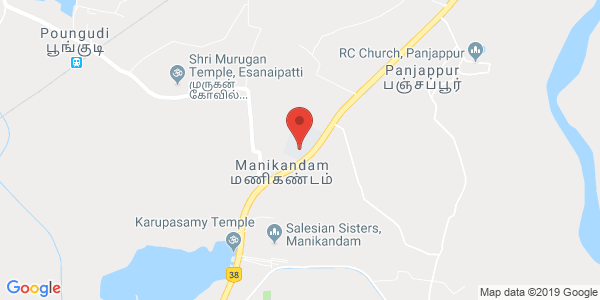 Poungudi
பூங்குடி
Shri Murugan
Temple, Esanaipatti
முருகன்
கோவில்...
RC Church, Panjappur
Panjappur
பஞ்சப்பூர்
Manikandam
மணிகண்டம்
Karupasamy Temple
Salesian Sisters,
Manikandam
38
Google
Map data ©2019 Google